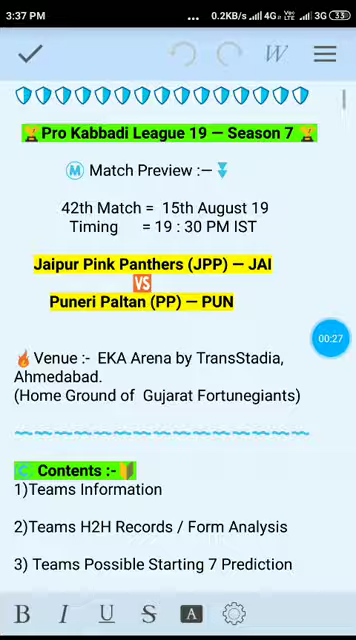 3:37 PM ... 0.2KB/s 4G Vo LTE 3G 33
W
Pro Kabbadi League 19 — Season 7
M Match Preview :—
42th Match = 15th August 19
Timing = 19 : 30 PM IST
Jaipur Pink Panthers (JPP) — JAI
VS
Puneri Paltan (PP) — PUN
00:27
Venue :- EKA Arena by TransStadia,
Ahmedabad.
(Home Ground of Gujarat Fortunegiants)
Contents :-
1)Teams Information
2)Teams H2H Records / Form Analysis
3) Teams Possible Starting 7 Prediction
B I U S A